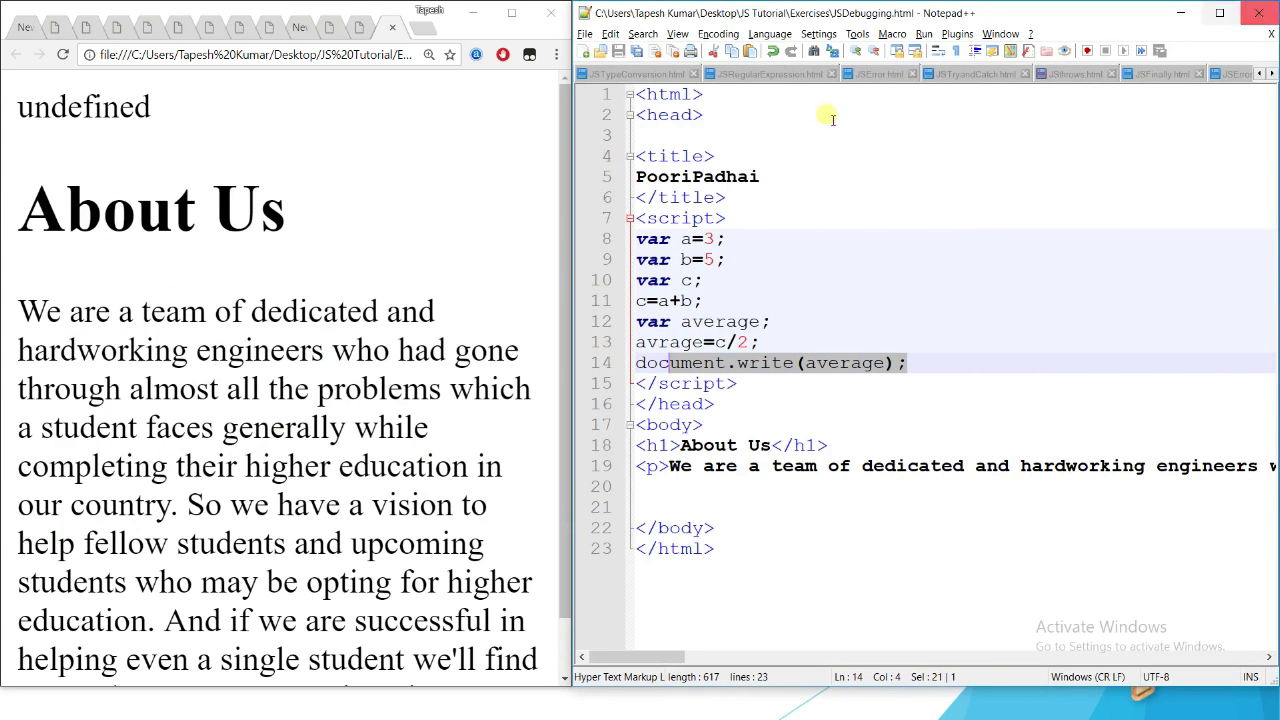 Tapesh
Nev
Nev
file:///C:/Users/Tapesh%20Kumar/Desktop/JS%20Tutorial/E...
undefined
About Us
We are a team of dedicated and
hardworking engineers who had gone
through almost all the problems which
a student faces generally while
completing their higher education in
our country. So we have a vision to
help fellow students and upcoming
students who may be opting for higher
education. And if we are successful in
helping even a single student we'll find
C:\Users\Tapesh Kumar\Desktop\JS Tutorial\Exercises\JSDebugging.html - Notepad++
File Edit Search View Encoding Language Settings Tools Macro Run Plugins Window ? X
JSTypeConversion.html JSRegularExpression.html JSError.html JSTryandCatch.html JSThrows.html JSFinally.html JSError
1 <html>
2 <head>
3
4 <title>
5 PooriPadhai
6 </title>
7 <script>
8 var a=3;
9 var b=5;
10 var c;
11 c=a+b;
12 var average;
13 avrage=c/2;
14 document.write(average);
15 </script>
16 </head>
17 <body>
18 <h1>About Us</h1>
19 <p>We are a team of dedicated and hardworking engineers w
20
21
22 </body>
23 </html>
Activate Windows
Go to Settings to activate Windows.
Hyper Text Markup L length : 617 lines : 23 Ln : 14 Col : 4 Sel : 21 | 1 Windows (CR LF) UTF-8 INS